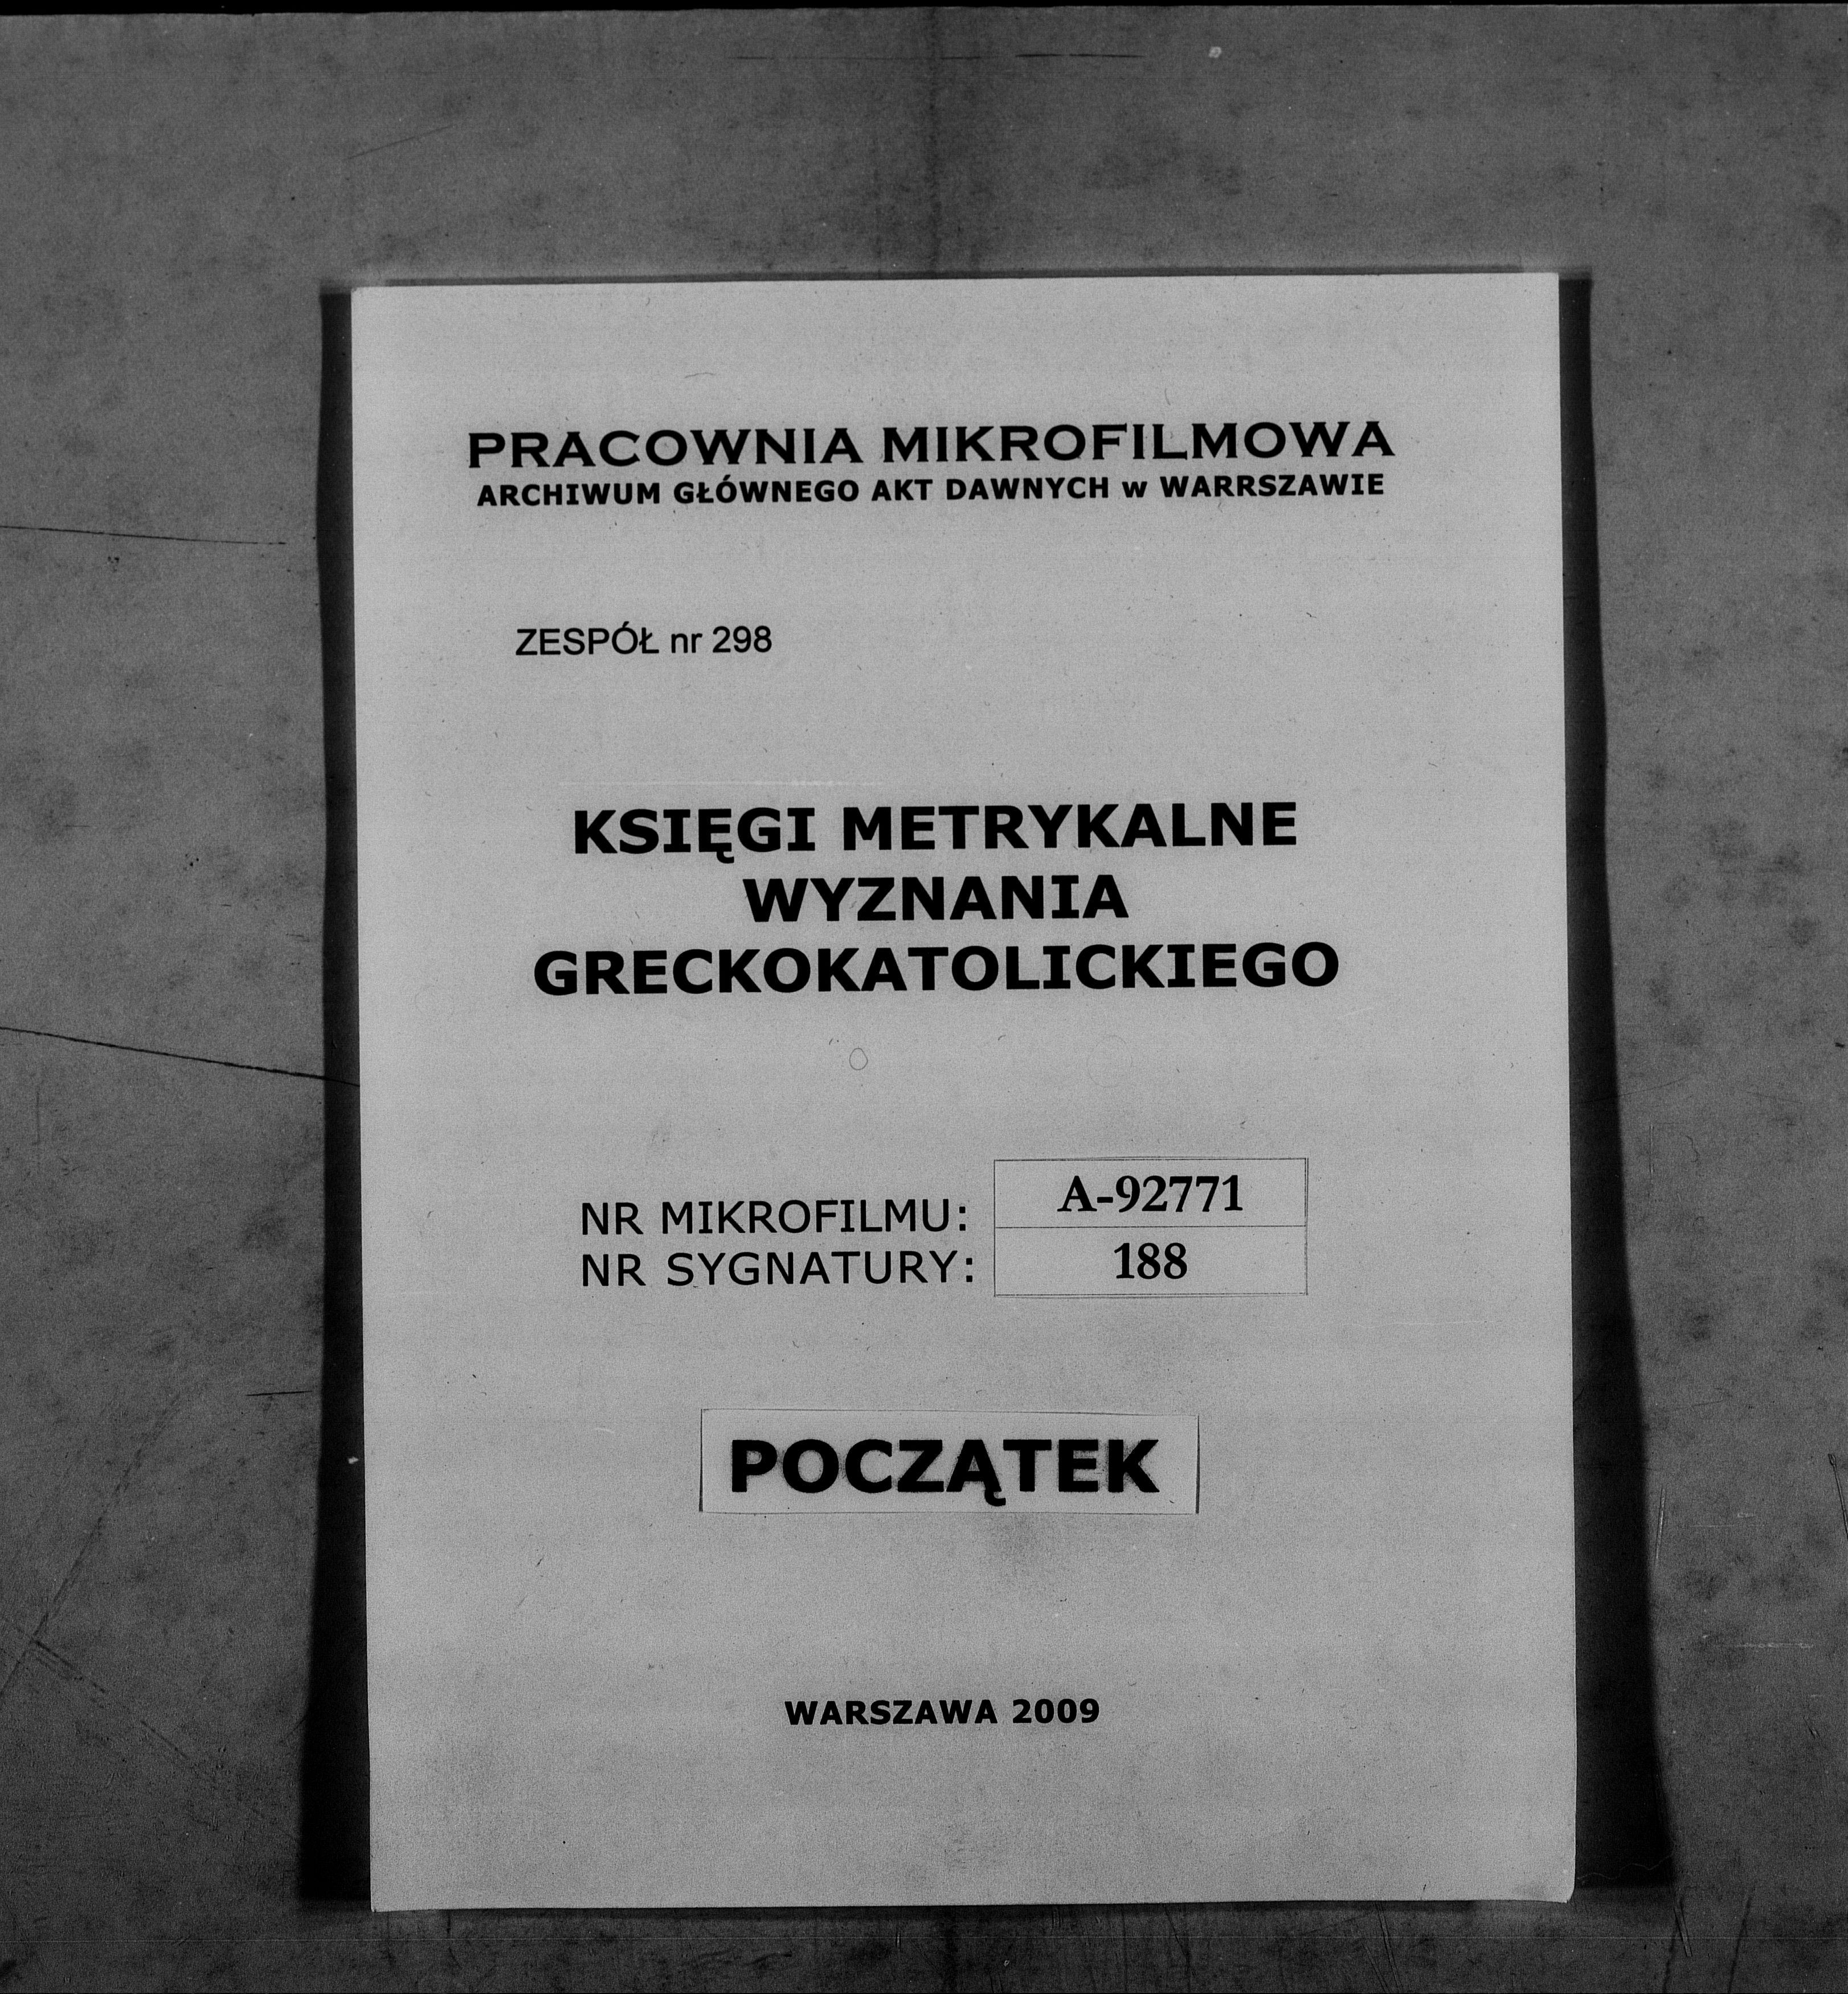 PRACOWNIA MIKROFILMOWA
ARCHIWUM GŁÓWNEGO AKT DAWNYCH w WARRSZAWIE
ZESPÓŁ nr 298
KSIĘGI METRYKALNE
WYZNANIA
GRECKOKATOLICKIEGO
NR MIKROFILMU: A-92771
NR SYGNATURY: 188
POCZĄTEK
WARSZAWA 2009